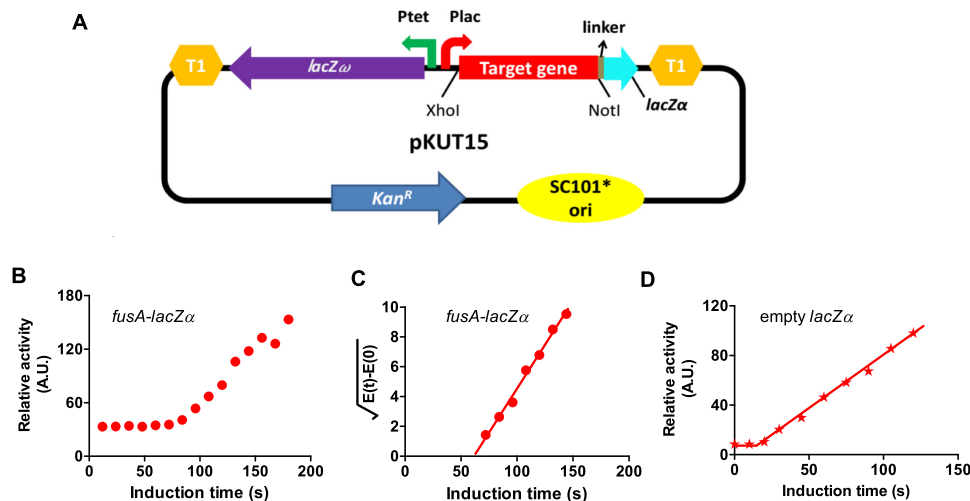 A
Ptet Plac
linker
T1
lacZω
Target gene
T1
XhoI
NotI
lacZα
pKUT15
KanR
SC101*
ori
B
180
120
60
0
0 50 100 150 200
Relative activity
(A.U.)
fusA-lacZα
Induction time (s)
C
10
8
6
4
2
0
0 50 100 150 200
√E(t)-E(0)
fusA-lacZα
Induction time (s)
D
120
80
40
0
0 50 100 150
Relative activity
(A.U.)
empty lacZα
Induction time (s)